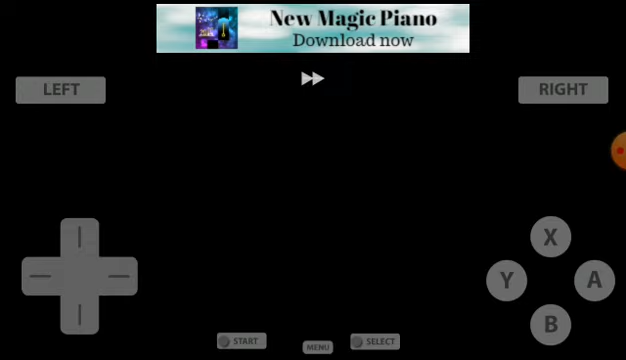 New Magic Piano
Download now
LEFT
RIGHT
X
Y
A
B
START
MENU
SELECT